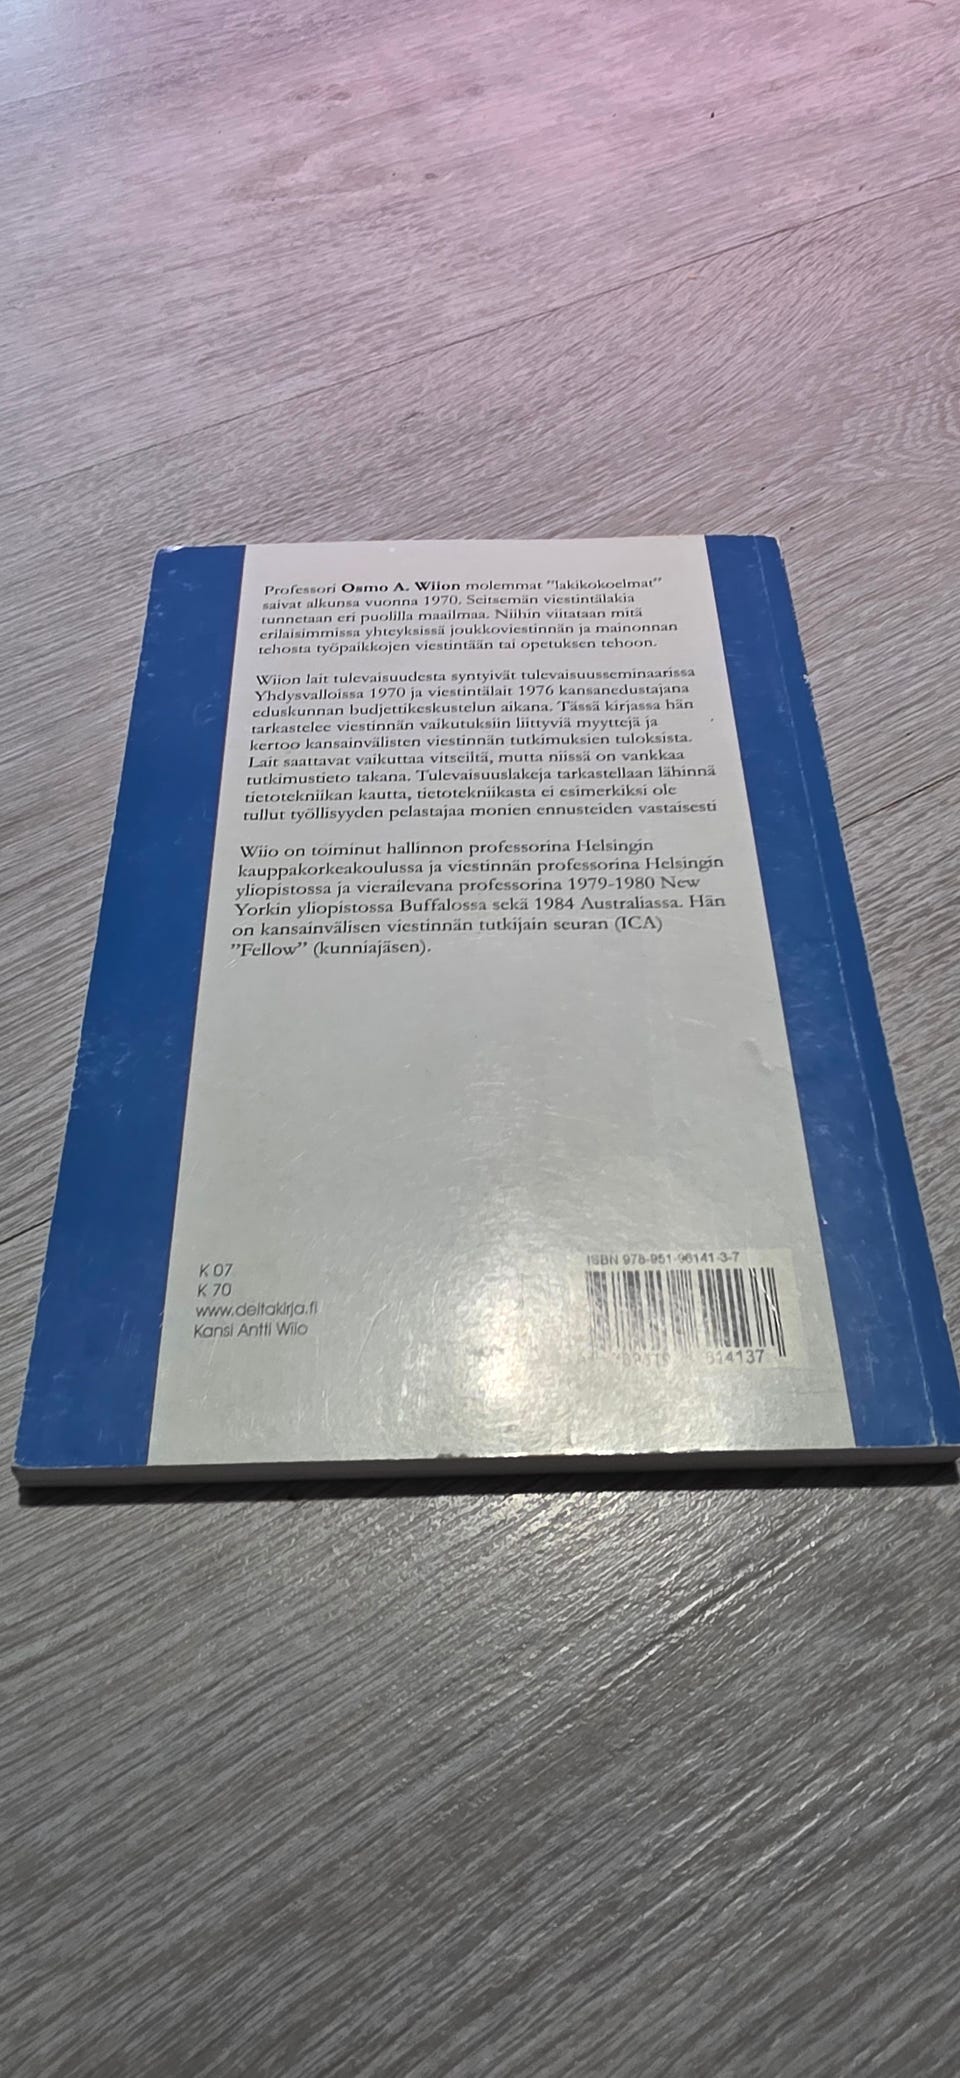 Professori Osmo A. Wiion molemmat "lakikokoelmat"
saivat alkunsa vuonna 1970. Seitsemän viestintälakia
tunnetaan eri puolilla maailmaa. Niihin viitataan mitä
erilaisimmissa yhteyksissä joukkoviestinnän ja mainonnan
tehosta työpaikkojen viestintään tai opetuksen tehoon.
Wiion lait tulevaisuudesta syntyivät tulevaisuusseminaarissa
Yhdysvalloissa 1970 ja viestintälait 1976 kansanedustajana
eduskunnan budjettikeskustelun aikana. Tässä kirjassa hän
tarkastelee viestinnän vaikutuksiin liittyviä myyttejä ja
kertoo kansainvälisten viestinnän tutkimuksien tuloksista.
Lait saattavat vaikuttaa vitseiltä, mutta niissä on vankkaa
tutkimustieto takana. Tulevaisuuslakeja tarkastellaan lähinnä
tietotekniikan kautta, tietotekniikasta ei esimerkiksi ole
tullut työllisyyden pelastajaa monien ennusteiden vastaisesti
Wiio on toiminut hallinnon professorina Helsingin
kauppakorkeakoulussa ja viestinnän professorina Helsingin
yliopistossa ja vierailevana professorina 1979-1980 New
Yorkin yliopistossa Buffalossa sekä 1984 Australiassa. Hän
on kansainvälisen viestinnän tutkijain seuran (ICA)
"Fellow" (kunniajäsen).
K 07
K 70
www.deltakirja.fi
Kansi Antti Wiio
ISBN 978-951-96141-3-7
614137